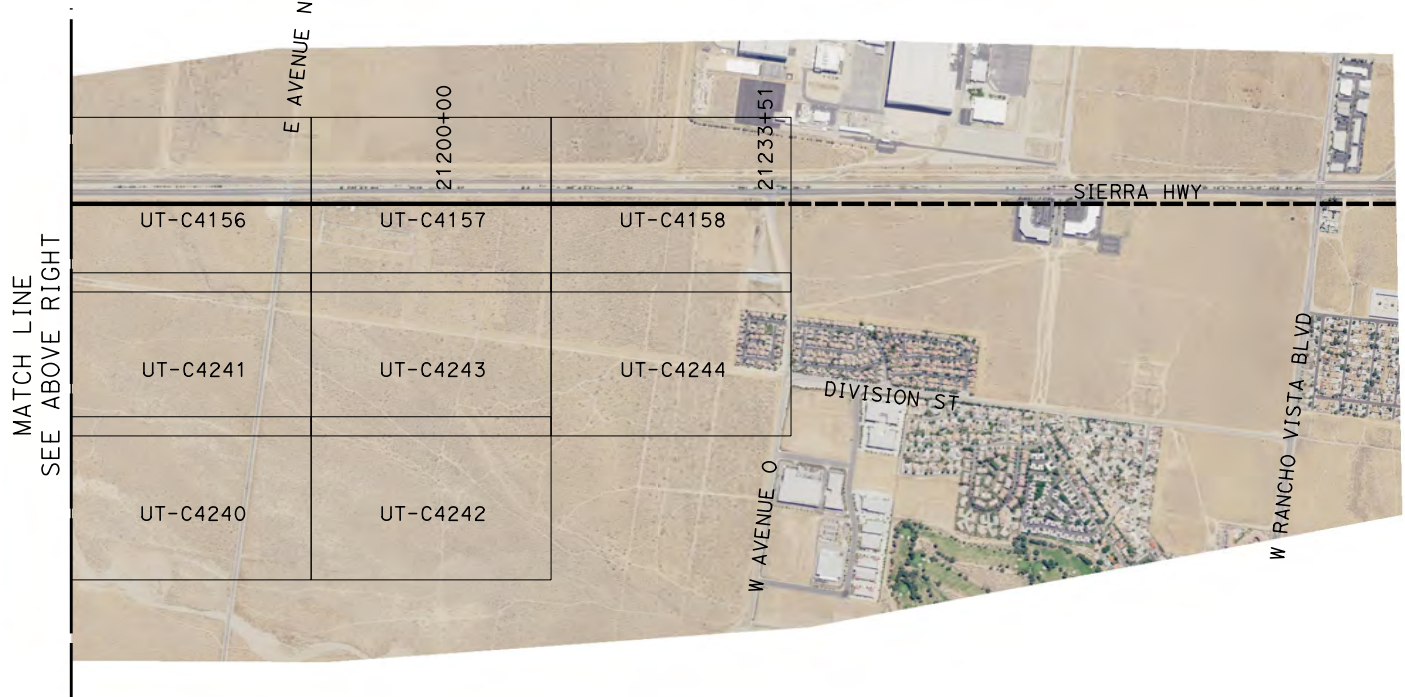 E AVENUE N
21200+00
21233+51
SIERRA HWY
UT-C4156
UT-C4157
UT-C4158
MATCH LINE
SEE ABOVE RIGHT
UT-C4241
UT-C4243
UT-C4244
DIVISION ST
W RANCHO VISTA BLVD
UT-C4240
UT-C4242
W AVENUE O